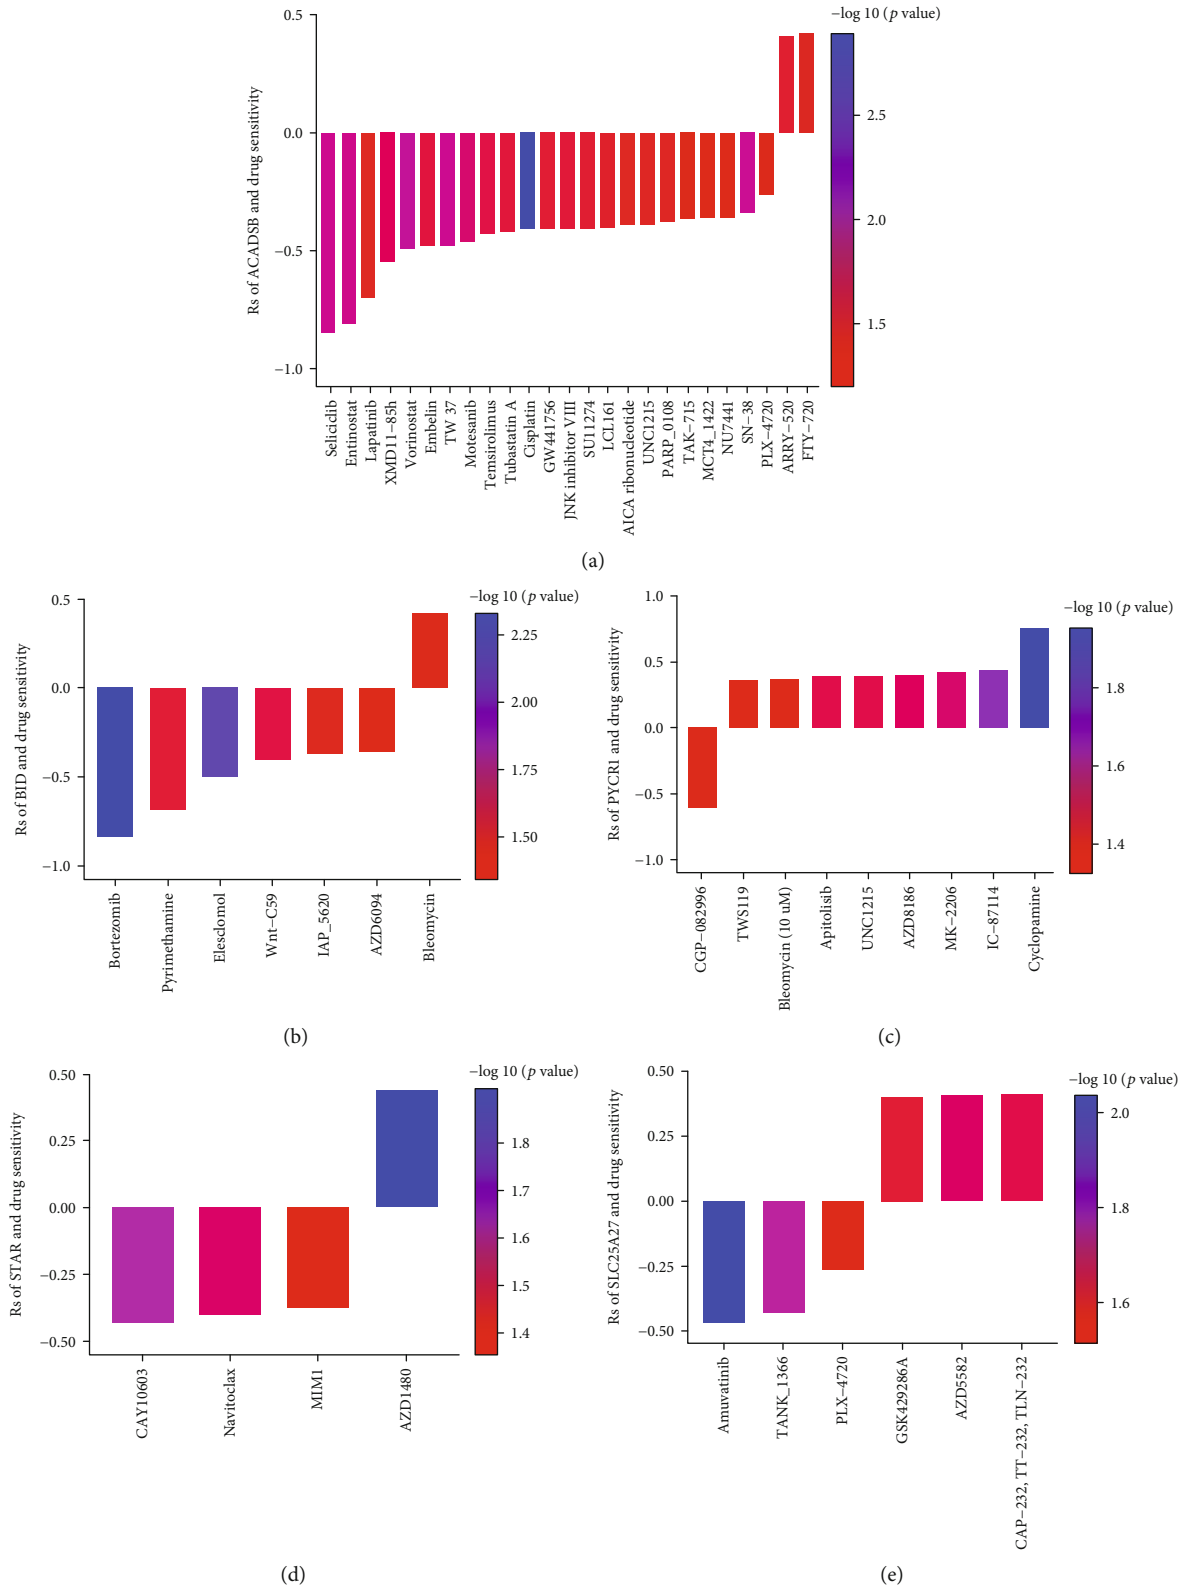 −log 10 (p value)
Rs of ACADSB and drug sensitivity
0.5
0.0
−0.5
−1.0
2.5
2.0
1.5
Seliciclib
Entinostat
Lapatinib
XMD11−85h
Vorinostat
Embelin
TW 37
Motesanib
Temsirolimus
Tubastatin A
Cisplatin
GW441756
JNK inhibitor VIII
SU11274
LCL161
AICA ribonucleotide
UNC1215
PARP_0108
TAK−715
MCT4_1422
NU7441
SN−38
PLX−4720
ARRY−520
FTY−720
(a)
−log 10 (p value)
Rs of BID and drug sensitivity
0.5
0.0
−0.5
−1.0
2.25
2.00
1.75
1.50
Bortezomib
Pyrimethamine
Elesclomol
Wnt−C59
IAP_5620
AZD6094
Bleomycin
(b)
−log 10 (p value)
Rs of PYCR1 and drug sensitivity
1.0
0.5
0.0
−0.5
−1.0
1.8
1.6
1.4
CGP−082996
TWS119
Bleomycin (10 uM)
Apitolisib
UNC1215
AZD8186
MK−2206
IC−87114
Cyclopamine
(c)
−log 10 (p value)
Rs of STAR and drug sensitivity
0.50
0.25
0.00
−0.25
−0.50
1.8
1.7
1.6
1.5
1.4
CAY10603
Navitoclax
MIM1
AZD1480
(d)
−log 10 (p value)
Rs of SLC25A27 and drug sensitivity
0.50
0.25
0.00
−0.25
−0.50
2.0
1.8
1.6
Amuvatinib
TANK_1366
PLX−4720
GSK429286A
AZD5582
CAP−232, TT−232, TLN−232
(e)